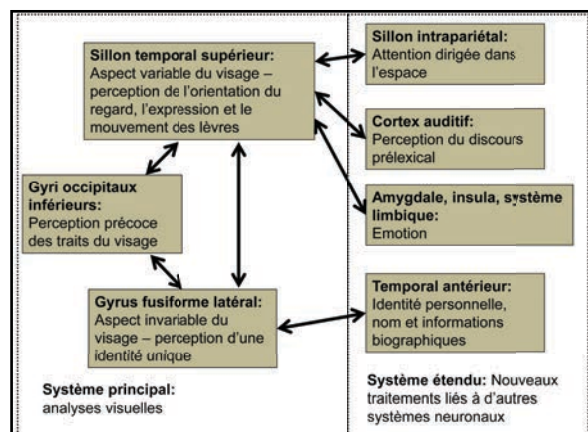 Sillon temporal supérieur:
Aspect variable du visage –
perception de l'orientation du
regard, l'expression et le
mouvement des lèvres
Gyri occipitaux
inférieurs:
Perception précoce
des traits du visage
Gyrus fusiforme latéral:
Aspect invariable du
visage – perception d'une
identité unique
Système principal:
analyses visuelles
Sillon intrapariétal:
Attention dirigée dans
l'espace
Cortex auditif:
Perception du discours
prélexical
Amygdale, insula, système
limbique:
Emotion
Temporal antérieur:
Identité personnelle,
nom et informations
biographiques
Système étendu: Nouveaux
traitements liés à d'autres
systèmes neuronaux